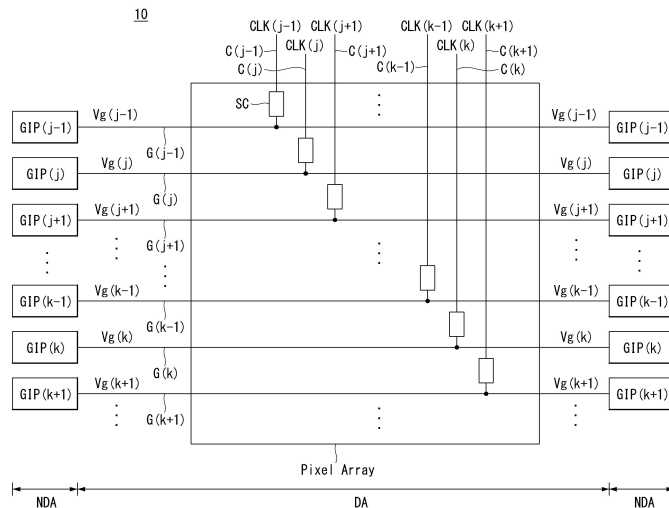 10
CLK(j-1) CLK(j+1) CLK(k-1) CLK(k+1)
C(j-1) CLK(j) C(j+1) CLK(k) C(k+1)
C(j) C(k-1) C(k)
SC
Vg(j-1) Vg(j-1)
GIP(j-1) GIP(j-1)
G(j-1)
Vg(j) Vg(j)
GIP(j) GIP(j)
G(j)
Vg(j+1) Vg(j+1)
GIP(j+1) GIP(j+1)
G(j+1)
Vg(k-1) Vg(k-1)
GIP(k-1) GIP(k-1)
G(k-1)
Vg(k) Vg(k)
GIP(k) GIP(k)
G(k)
Vg(k+1) Vg(k+1)
GIP(k+1) GIP(k+1)
G(k+1)
Pixel Array
NDA DA NDA